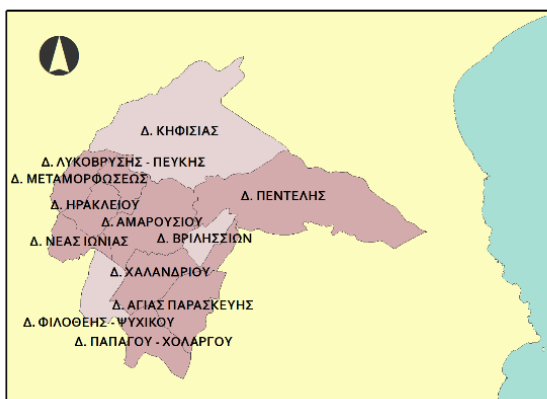 Δ. ΚΗΦΙΣΙΑΣ
Δ. ΛΥΚΟΒΡΥΣΗΣ - ΠΕΥΚΗΣ
Δ. ΜΕΤΑΜΟΡΦΩΣΕΩΣ
Δ. ΠΕΝΤΕΛΗΣ
Δ. ΗΡΑΚΛΕΙΟΥ
Δ. ΑΜΑΡΟΥΣΙΟΥ
Δ. ΝΕΑΣ ΙΩΝΙΑΣ
Δ. ΒΡΙΛΗΣΣΙΩΝ
Δ. ΧΑΛΑΝΔΡΙΟΥ
Δ. ΑΓΙΑΣ ΠΑΡΑΣΚΕΥΗΣ
Δ. ΦΙΛΟΘΕΗΣ - ΨΥΧΙΚΟΥ
Δ. ΠΑΠΑΓΟΥ - ΧΟΛΑΡΓΟΥ